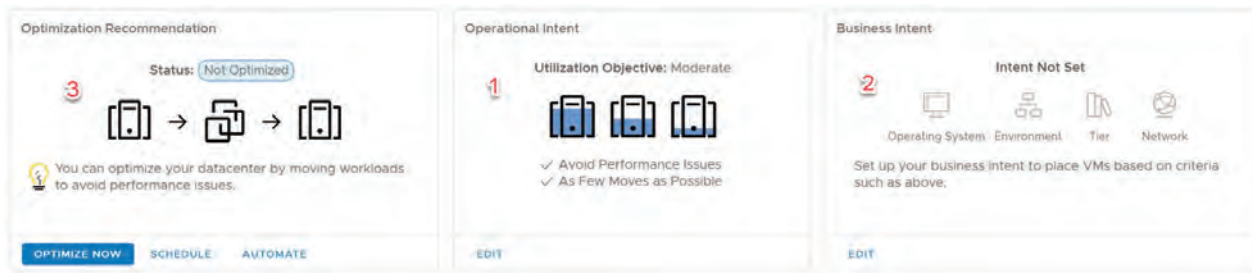 Optimization Recommendation
Status: Not Optimized
3
You can optimize your datacenter by moving workloads
to avoid performance issues.
OPTIMIZE NOW SCHEDULE AUTOMATE
Operational Intent
Utilization Objective: Moderate
1
Avoid Performance Issues
As Few Moves as Possible
EDIT
Business Intent
Intent Not Set
2
Operating System Environment Tier Network
Set up your business intent to place VMs based on criteria
such as above.
EDIT